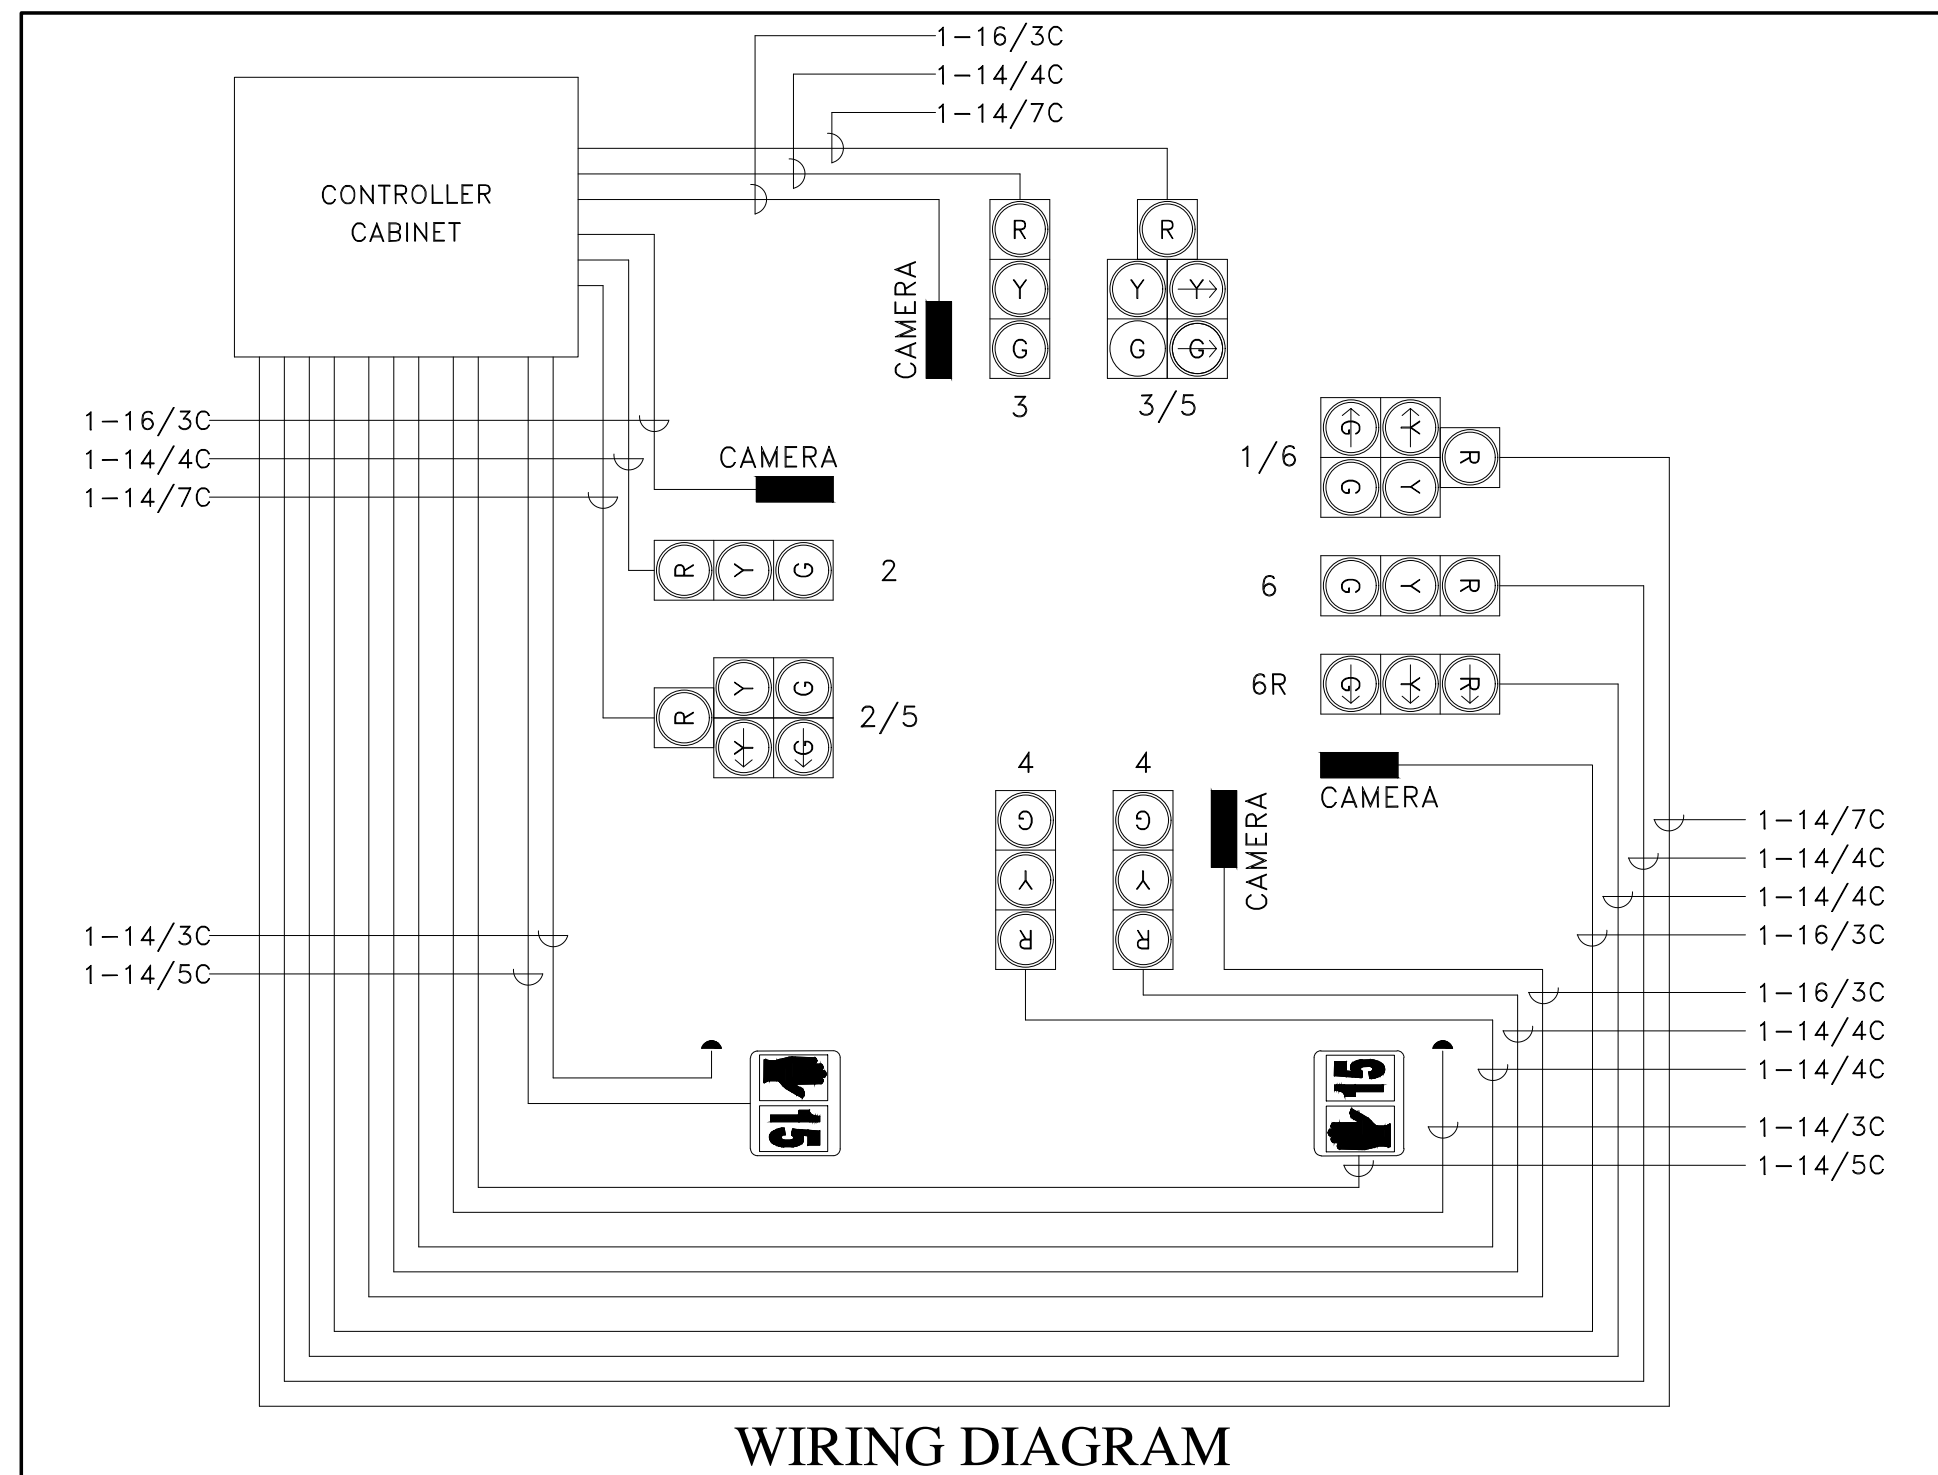 1-16/3C
1-14/4C
1-14/7C
CONTROLLER
CABINET
CAMERA
R
Y
G
3
R
Y Y
G G
3/5
1-16/3C
1-14/4C
1-14/7C
CAMERA
1/6
G Y
R
G Y
R Y G
2
6
G Y R
R
Y G
Y G
2/5
6R
G Y R
CAMERA
4
G
Y
R
4
G
Y
R
CAMERA
1-14/7C
1-14/4C
1-14/4C
1-16/3C
1-14/3C
1-14/5C
1-16/3C
1-14/4C
1-14/4C
15
15
1-14/3C
1-14/5C
WIRING DIAGRAM